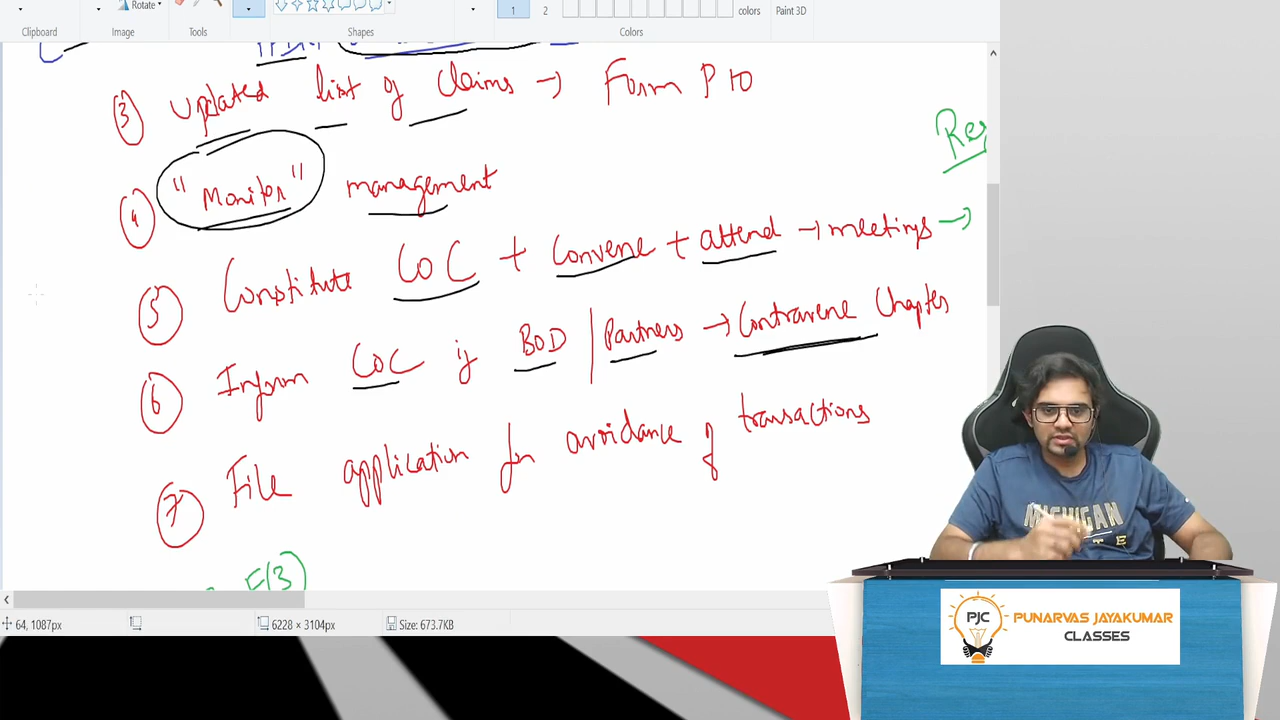 Rotate
1
2
colors
Paint 3D
Clipboard
Image
Tools
Shapes
Colors
③ updated list of claims → Form P10
④ "Monitor" management
⑤ Constitute CoC + Convene + attend → meetings →
⑥ Inform CoC if BOD | Partners → Contravene Chapter
⑦ File application for avoidance of transactions
MICHIGAN
PJC
PUNARVAS JAYAKUMAR
CLASSES
64, 1087px
6228 × 3104px
Size: 673.7KB